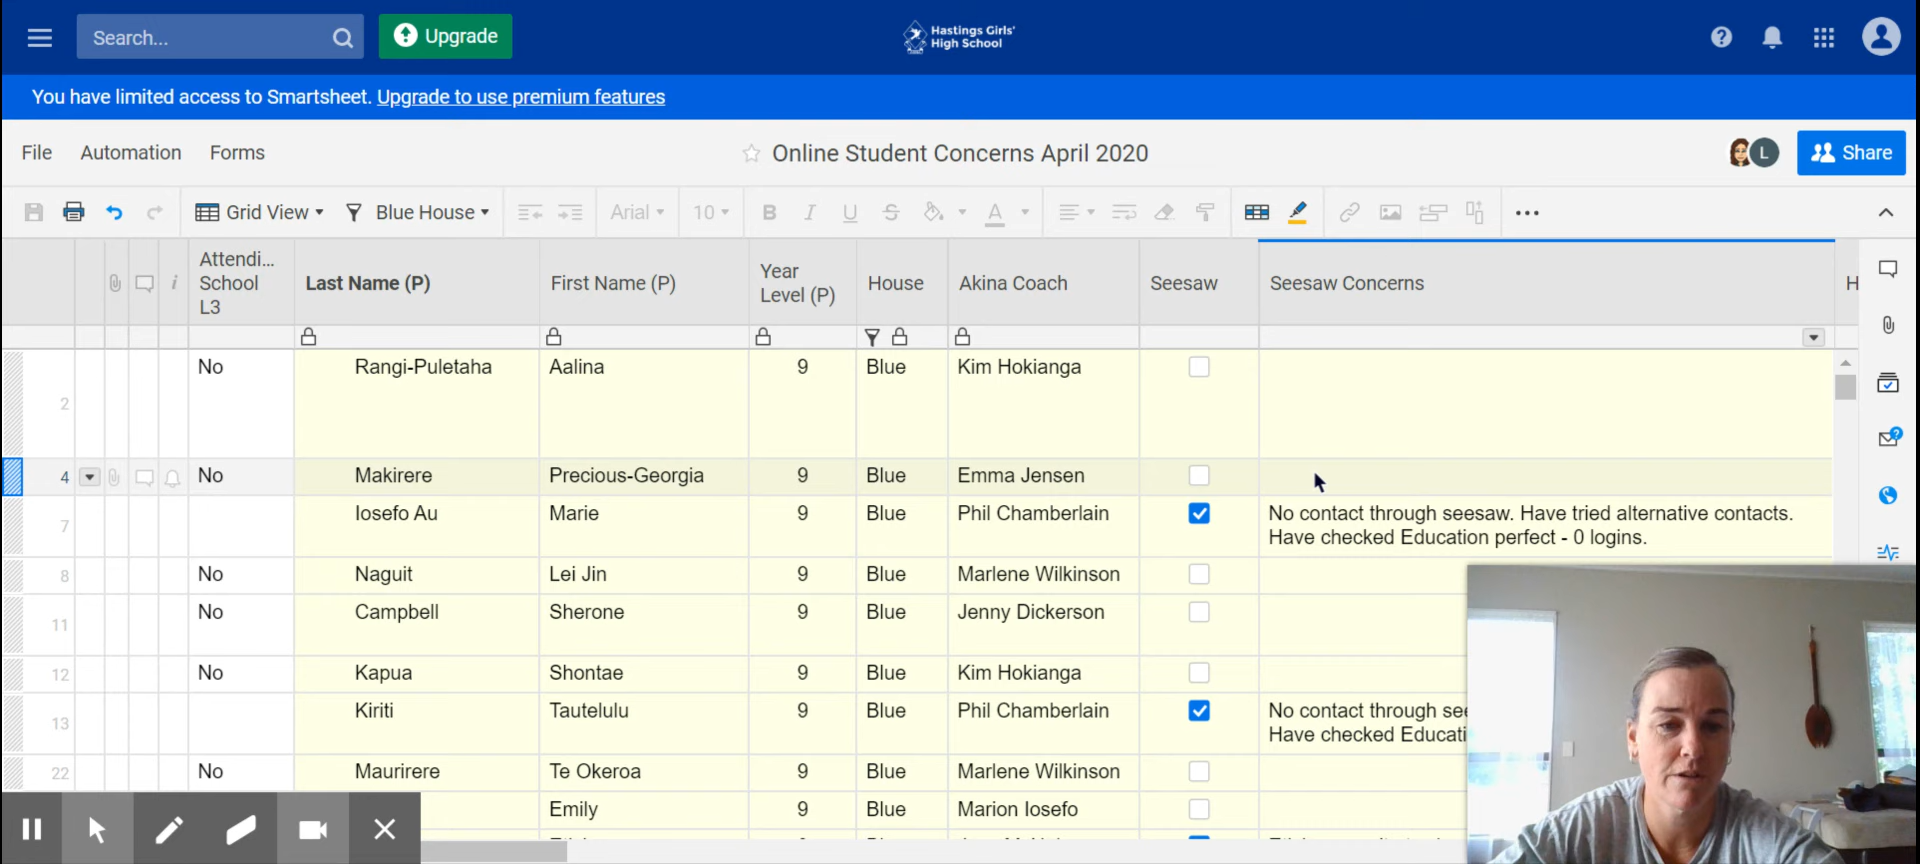 Search...
Upgrade
Hastings Girls'
High School
You have limited access to Smartsheet. Upgrade to use premium features
File Automation Forms
Online Student Concerns April 2020
L
Share
Grid View
Blue House
Arial
10
Attendi...
School
L3
Last Name (P)
First Name (P)
Year
Level (P)
House
Akina Coach
Seesaw
Seesaw Concerns
H
2 No Rangi-Puletaha Aalina 9 Blue Kim Hokianga
4 No Makirere Precious-Georgia 9 Blue Emma Jensen
7 Iosefo Au Marie 9 Blue Phil Chamberlain No contact through seesaw. Have tried alternative contacts.
Have checked Education perfect - 0 logins.
8 No Naguit Lei Jin 9 Blue Marlene Wilkinson
11 No Campbell Sherone 9 Blue Jenny Dickerson
12 No Kapua Shontae 9 Blue Kim Hokianga
13 Kiriti Tautelulu 9 Blue Phil Chamberlain No contact through
Have checked
22 No Maurirere Te Okeroa 9 Blue Marlene Wilkinson
Emily 9 Blue Marion Iosefo